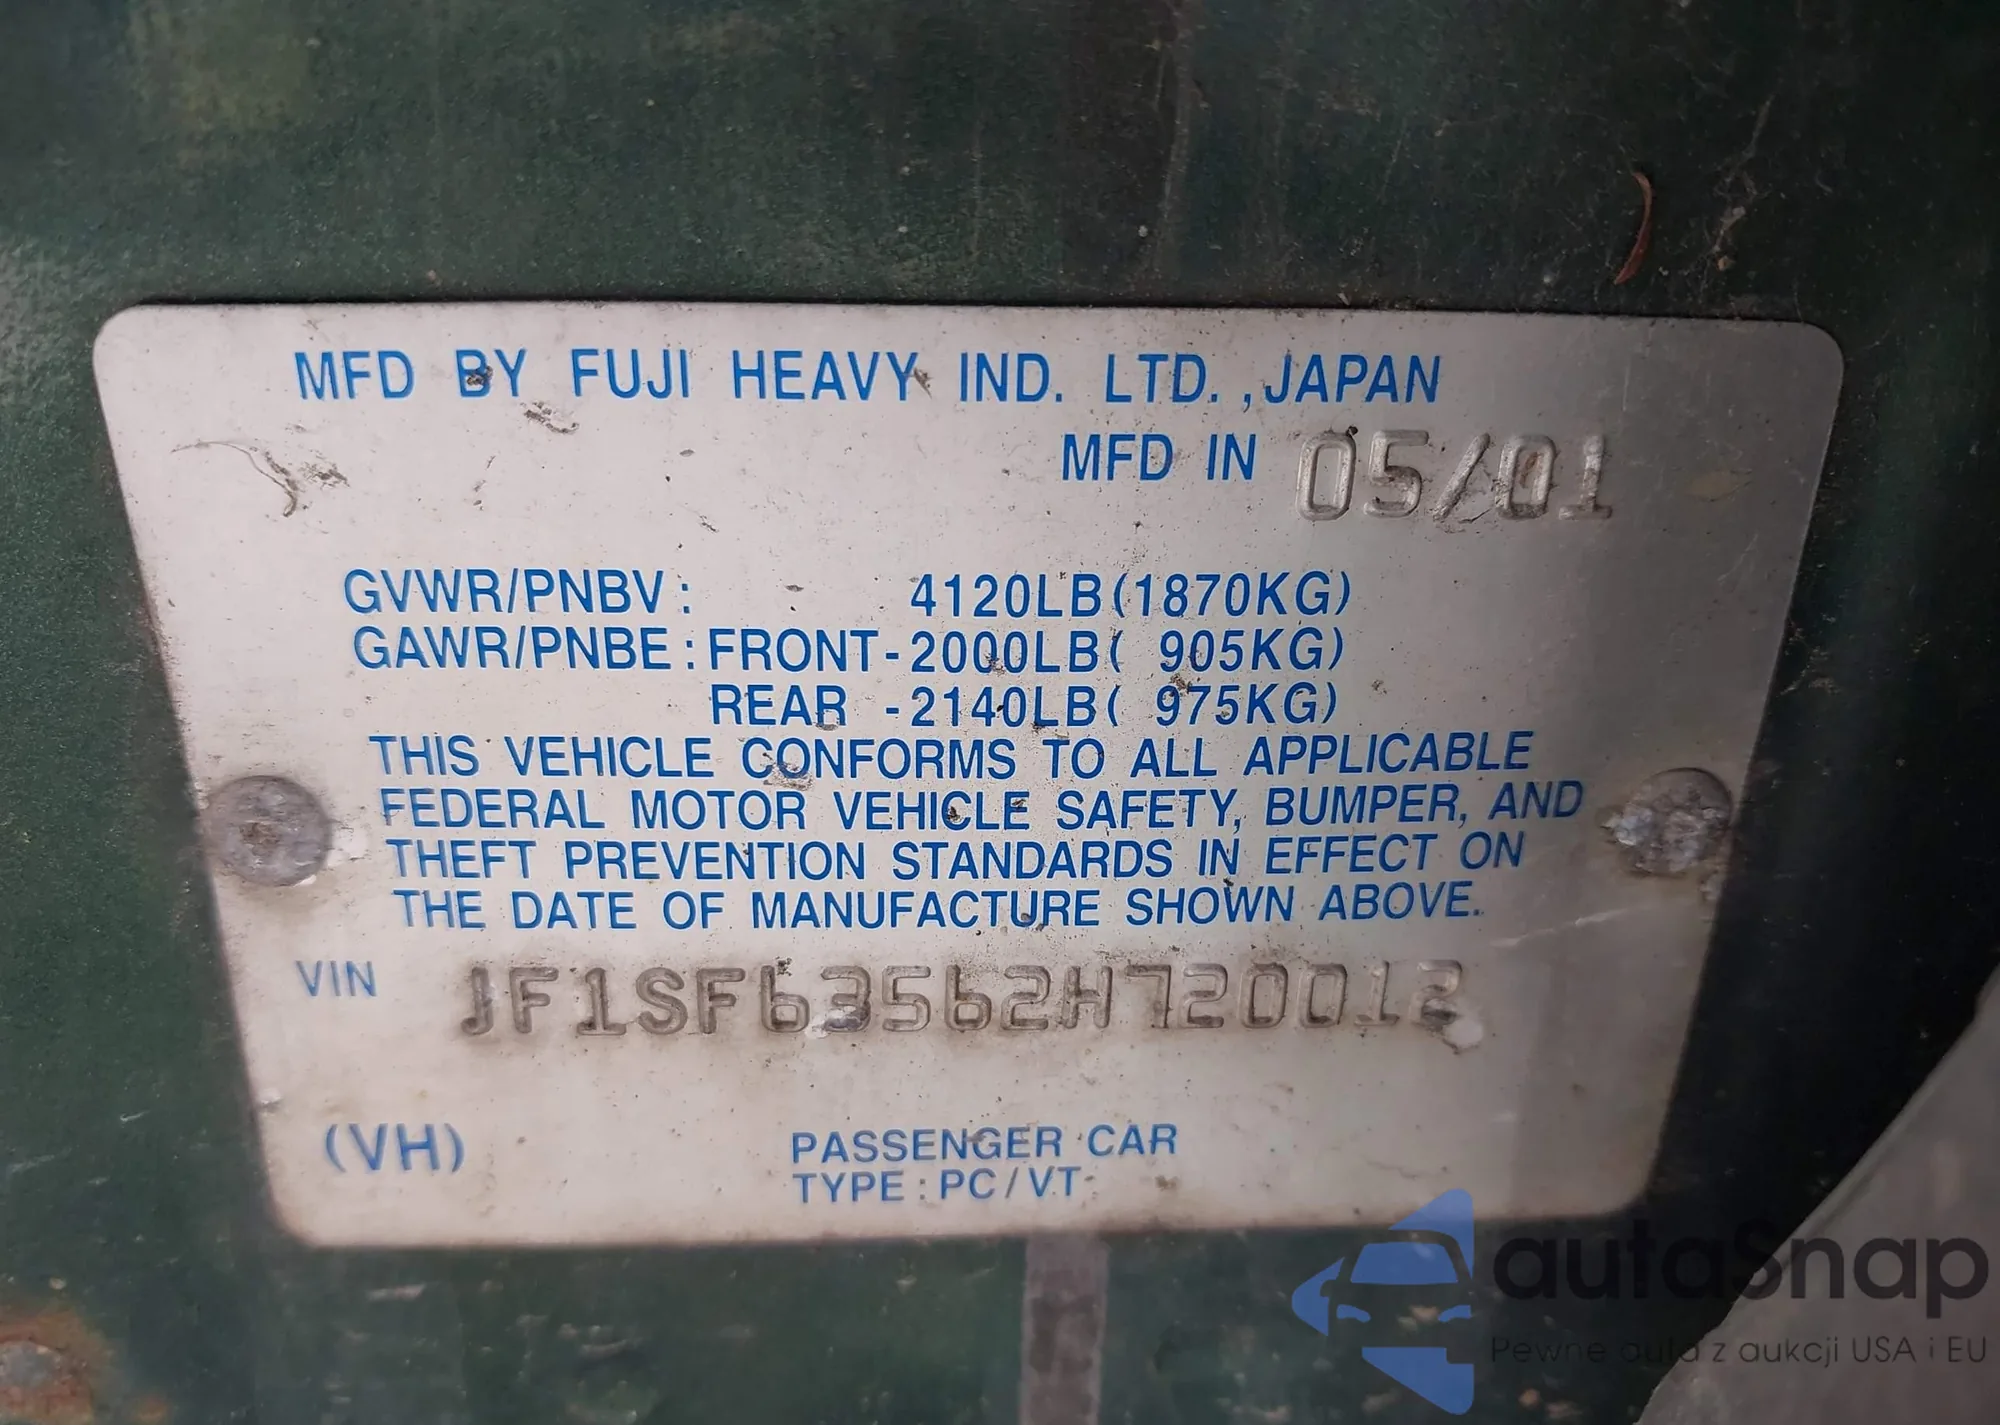 MFD BY FUJI HEAVY IND. LTD., JAPAN
MFD IN 05/01
GVWR/PNBV: 4120LB(1870KG)
GAWR/PNBE: FRONT-2000LB( 905KG)
REAR -2140LB( 975KG)
THIS VEHICLE CONFORMS TO ALL APPLICABLE
FEDERAL MOTOR VEHICLE SAFETY, BUMPER, AND
THEFT PREVENTION STANDARDS IN EFFECT ON
THE DATE OF MANUFACTURE SHOWN ABOVE.
VIN JF1SF63562H720012
(VH) PASSENGER CAR
TYPE: PC/VT
autaSnap
Pewne auta z aukcji USA i EU